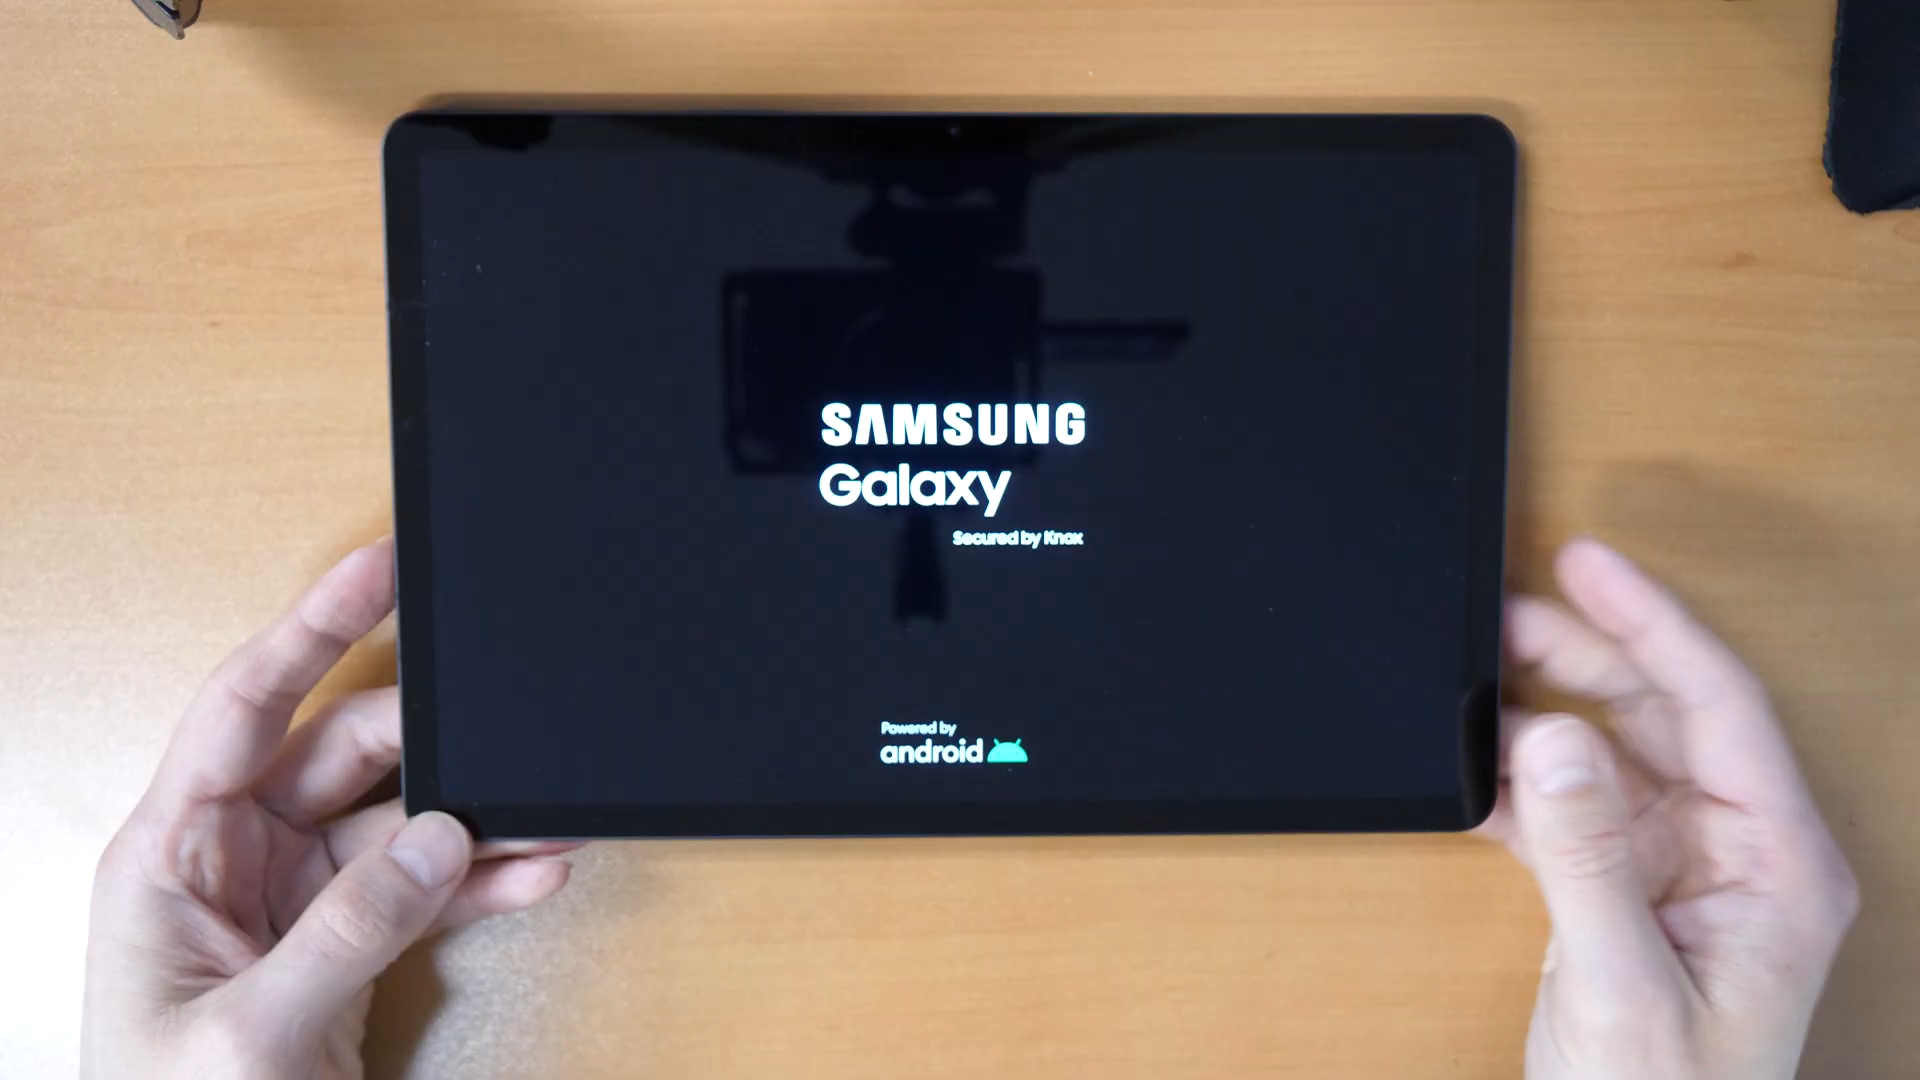 SAMSUNG
Galaxy
Secured by Knox
Powered by
android